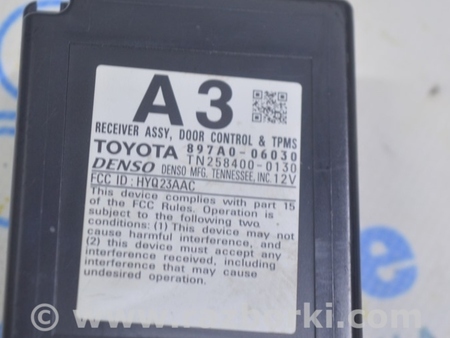 A3
RECEIVER ASSY, DOOR CONTROL & TPMS
TOYOTA 897A0-06030
TN258400-0130
DENSO DENSO MFG. TENNESSEE, INC. 12V
FCC ID : HYQ23AAC
This device complies with part 15
of the FCC Rules. Operation is
subject to the following two
conditions: (1) This device may not
cause harmful interference, and
(2) this device must accept any
interference received, including
interference that may cause
undesired operation.